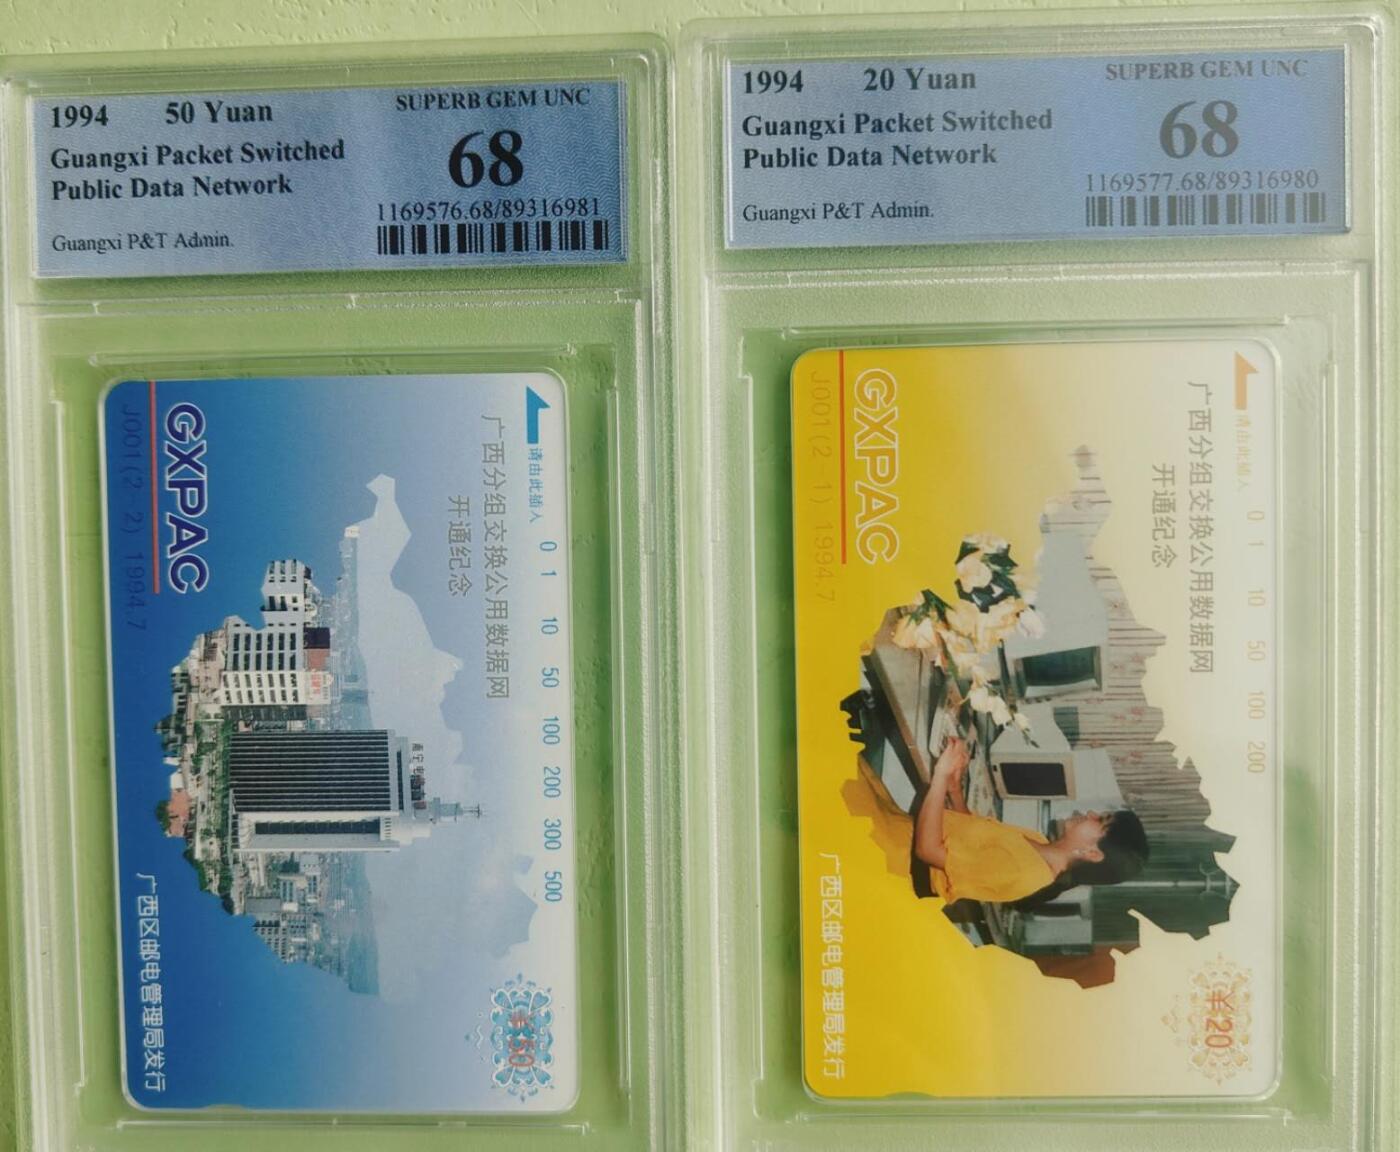 1994 50 Yuan
Guangxi Packet Switched
Public Data Network
Guangxi P&T Admin.
SUPERB GEM UNC
68
1169576.68/89316981
请由此插入 0 1 10 50 100 200 300 500
广西分组交换公用数据网
开通纪念
南宁电信
GXPAC
J001(2-2) 1994.7
¥50
广西区邮电管理局发行
1994 20 Yuan
Guangxi Packet Switched
Public Data Network
Guangxi P&T Admin.
SUPERB GEM UNC
68
1169577.68/89316980
请由此插入 0 1 10 50 100 200
广西分组交换公用数据网
开通纪念
GXPAC
J001(2-1) 1994.7
¥20
广西区邮电管理局发行